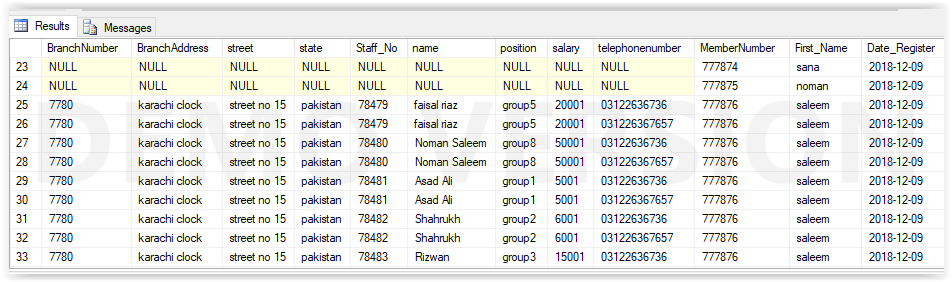 Results Messages
BranchNumber BranchAddress street state Staff_No name position salary telephonenumber MemberNumber First_Name Date_Register
23 NULL NULL NULL NULL NULL NULL NULL NULL NULL 777874 sana 2018-12-09
24 NULL NULL NULL NULL NULL NULL NULL NULL NULL 777875 noman 2018-12-09
25 7780 karachi clock street no 15 pakistan 78479 faisal riaz group5 20001 03122636736 777876 saleem 2018-12-09
26 7780 karachi clock street no 15 pakistan 78479 faisal riaz group5 20001 031226367657 777876 saleem 2018-12-09
27 7780 karachi clock street no 15 pakistan 78480 Noman Saleem group8 50001 03122636736 777876 saleem 2018-12-09
28 7780 karachi clock street no 15 pakistan 78480 Noman Saleem group8 50001 031226367657 777876 saleem 2018-12-09
29 7780 karachi clock street no 15 pakistan 78481 Asad Ali group1 5001 03122636736 777876 saleem 2018-12-09
30 7780 karachi clock street no 15 pakistan 78481 Asad Ali group1 5001 031226367657 777876 saleem 2018-12-09
31 7780 karachi clock street no 15 pakistan 78482 Shahrukh group2 6001 03122636736 777876 saleem 2018-12-09
32 7780 karachi clock street no 15 pakistan 78482 Shahrukh group2 6001 031226367657 777876 saleem 2018-12-09
33 7780 karachi clock street no 15 pakistan 78483 Rizwan group3 15001 03122636736 777876 saleem 2018-12-09
DEMO VERSION